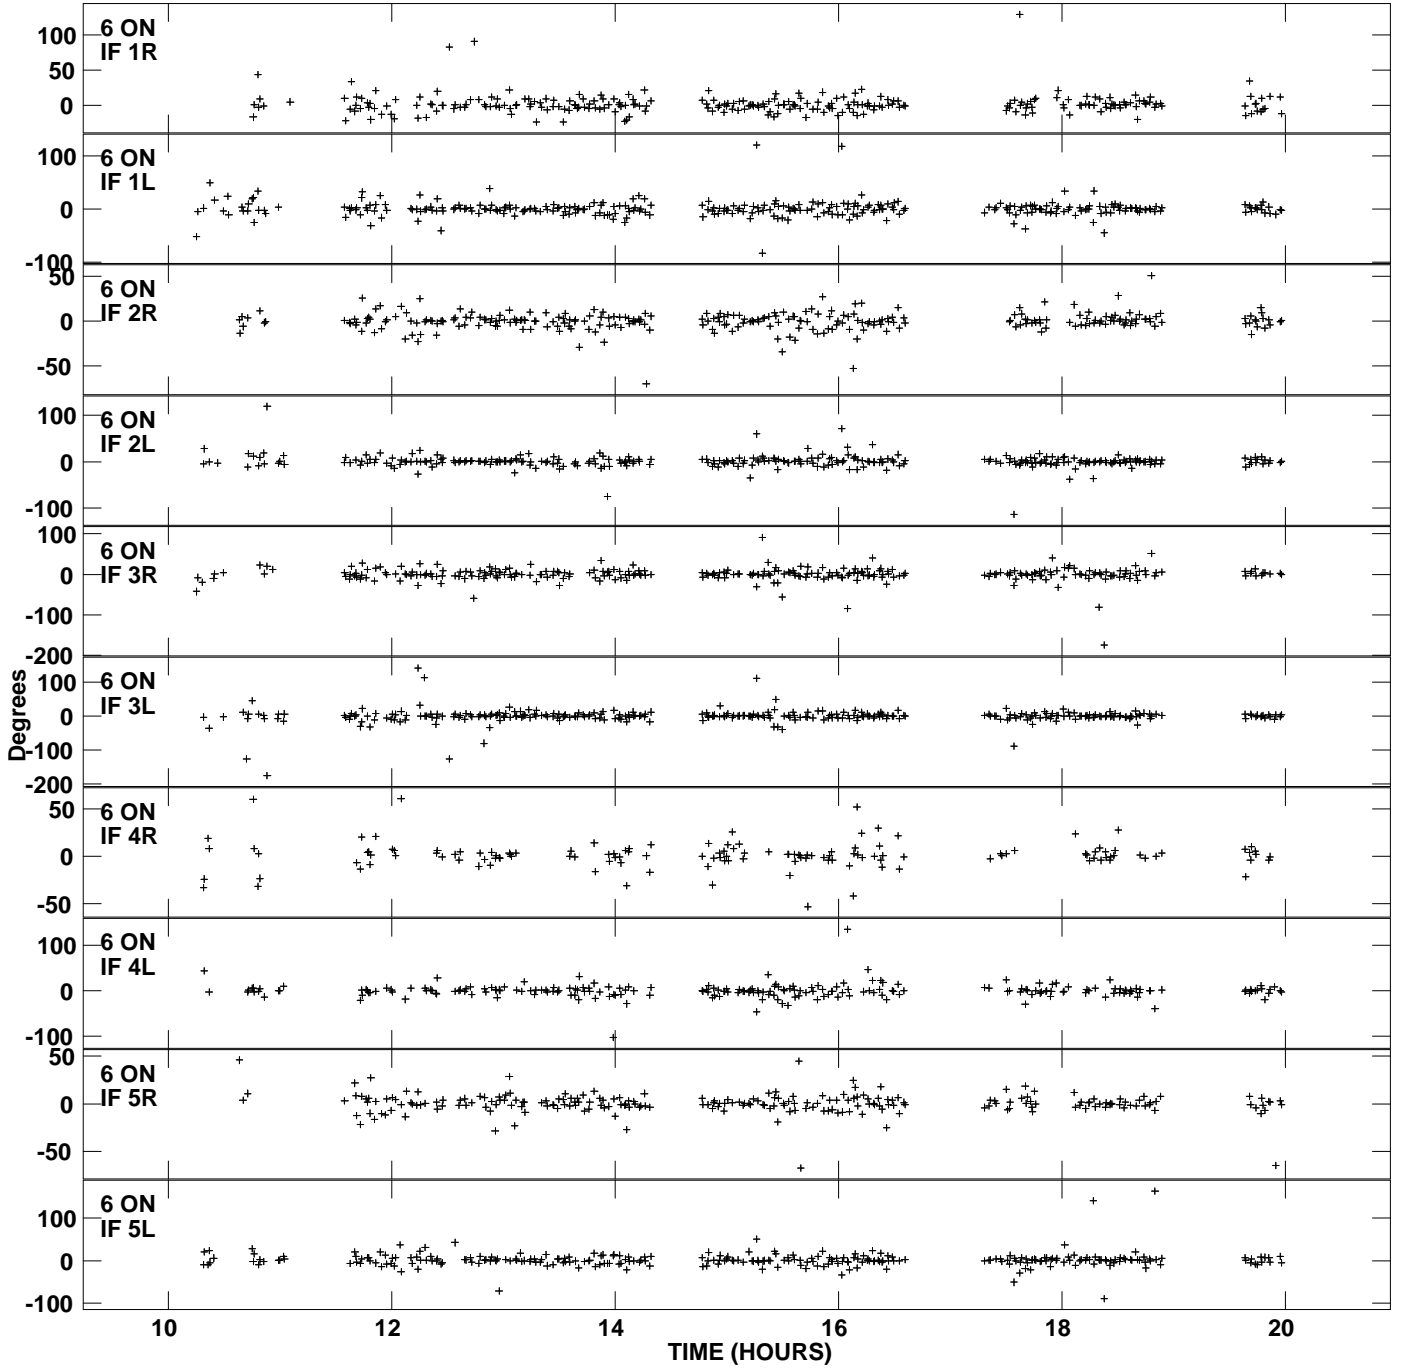 6 ON
IF 1R
100
50
0
6 ON
IF 1L
100
0
-100
6 ON
IF 2R
50
0
-50
6 ON
IF 2L
100
0
-100
6 ON
IF 3R
100
0
-100
-200
6 ON
IF 3L
100
0
-100
-200
Degrees
6 ON
IF 4R
50
0
-50
6 ON
IF 4L
100
0
-100
6 ON
IF 5R
50
0
-50
6 ON
IF 5L
100
0
-100
10 12 14 16 18 20
TIME (HOURS)